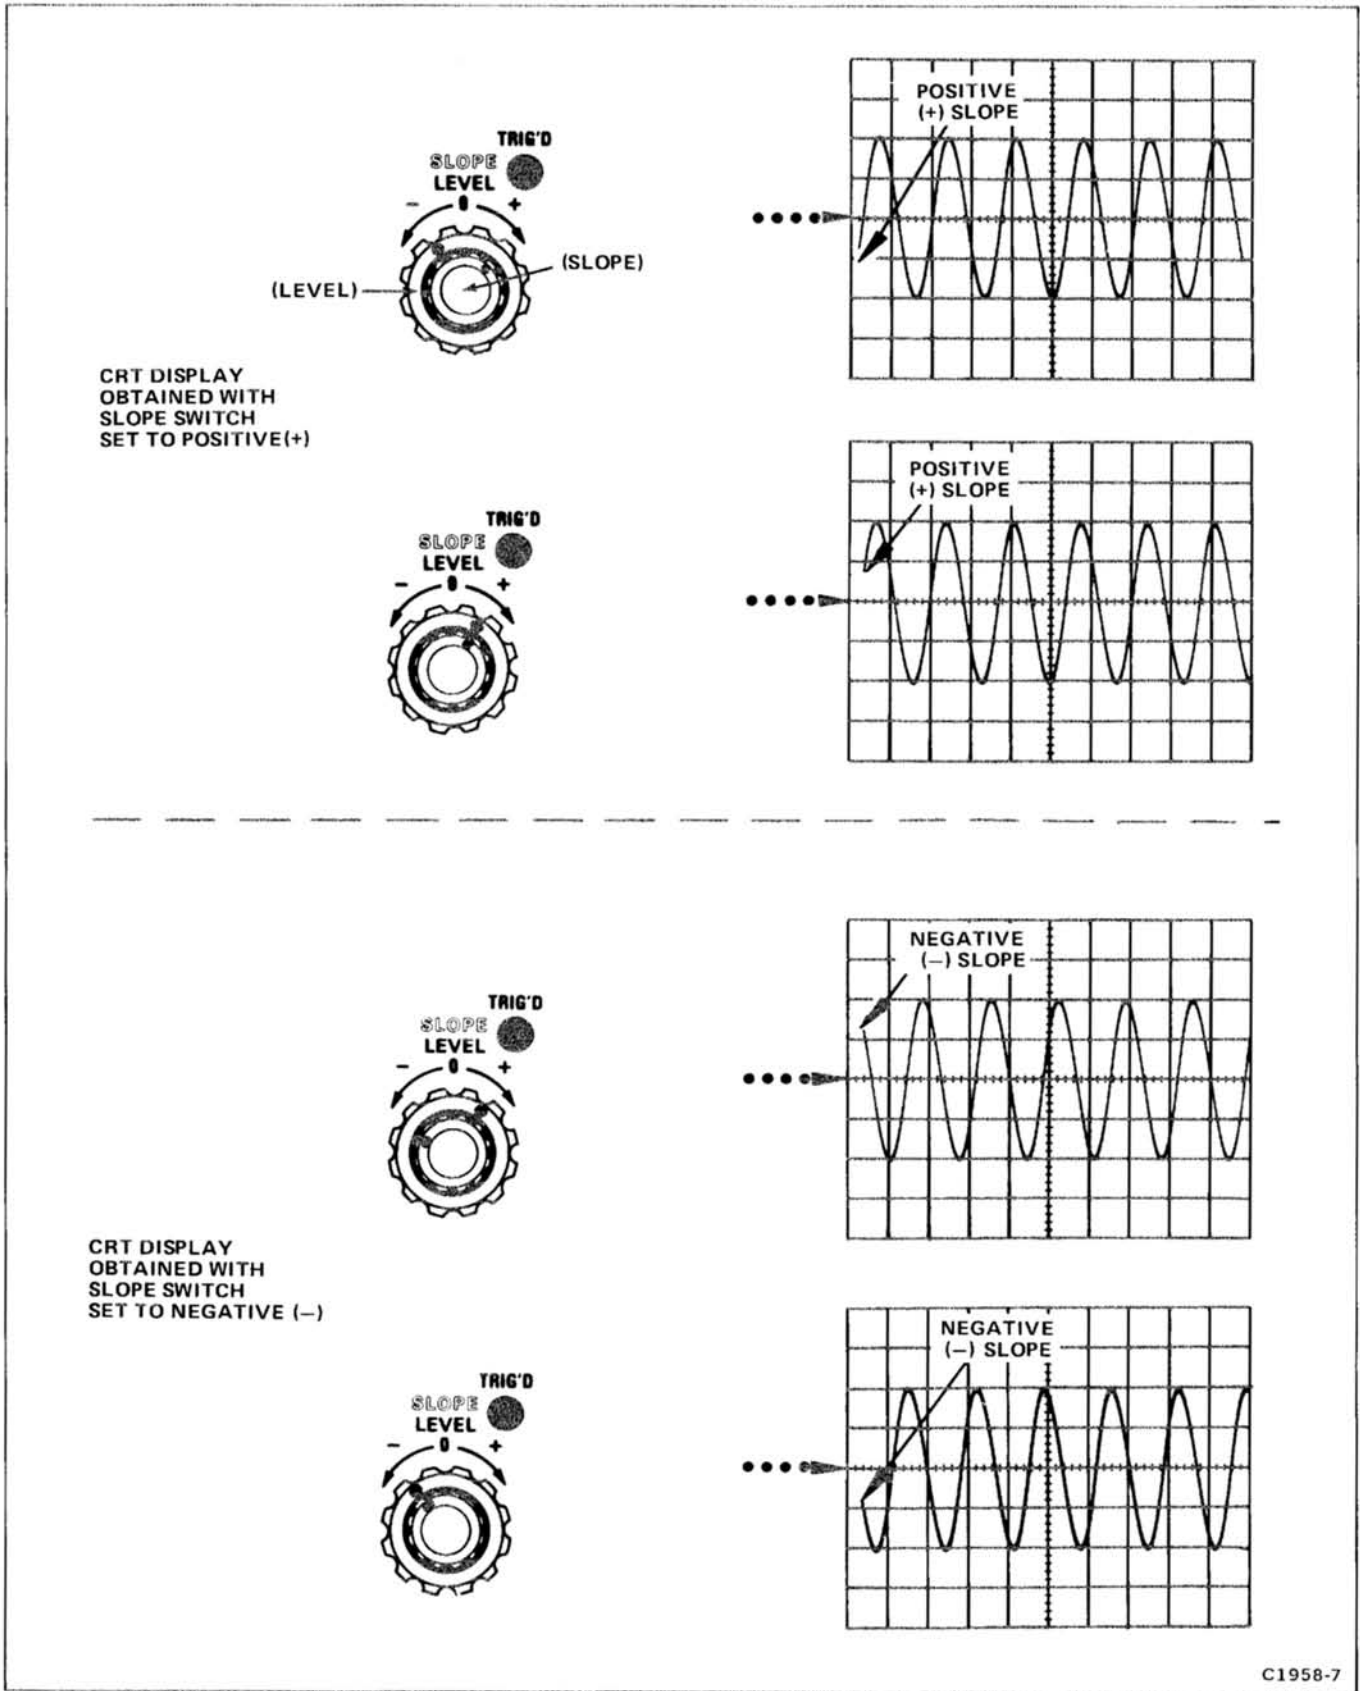 POSITIVE
(+) SLOPE
TRIG'D
SLOPE
LEVEL
- 0 +
(SLOPE)
(LEVEL)
CRT DISPLAY
OBTAINED WITH
SLOPE SWITCH
SET TO POSITIVE(+)
POSITIVE
(+) SLOPE
TRIG'D
SLOPE
LEVEL
- 0 +
NEGATIVE
(—) SLOPE
TRIG'D
SLOPE
LEVEL
- 0 +
CRT DISPLAY
OBTAINED WITH
SLOPE SWITCH
SET TO NEGATIVE (—)
NEGATIVE
(—) SLOPE
TRIG'D
SLOPE
LEVEL
- 0 +
C1958-7